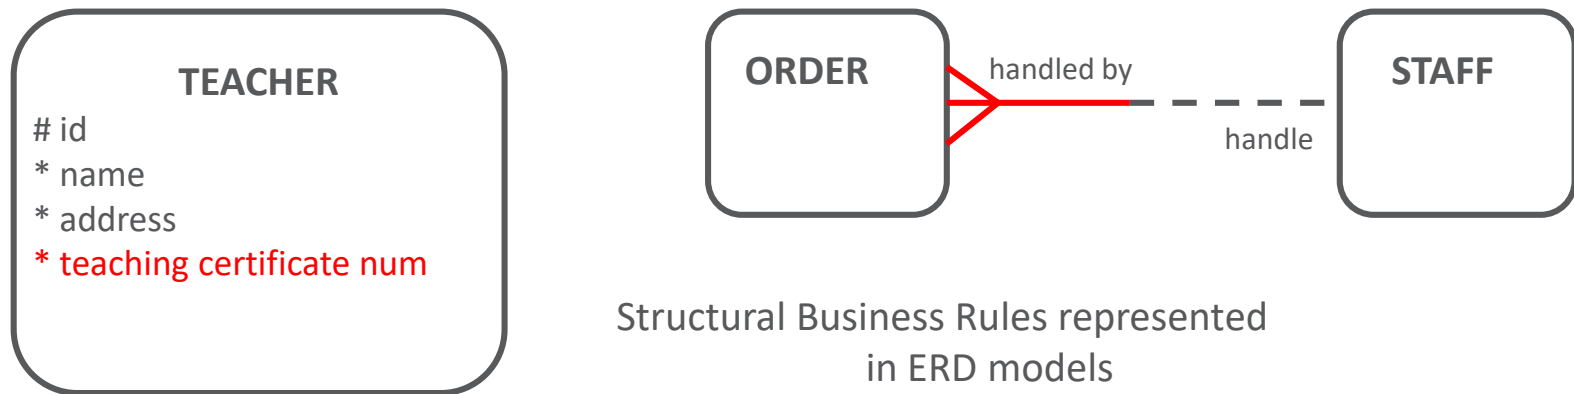 TEACHER
# id
* name
* address
* teaching certificate num
ORDER
handled by
handle
STAFF
Structural Business Rules represented
in ERD models